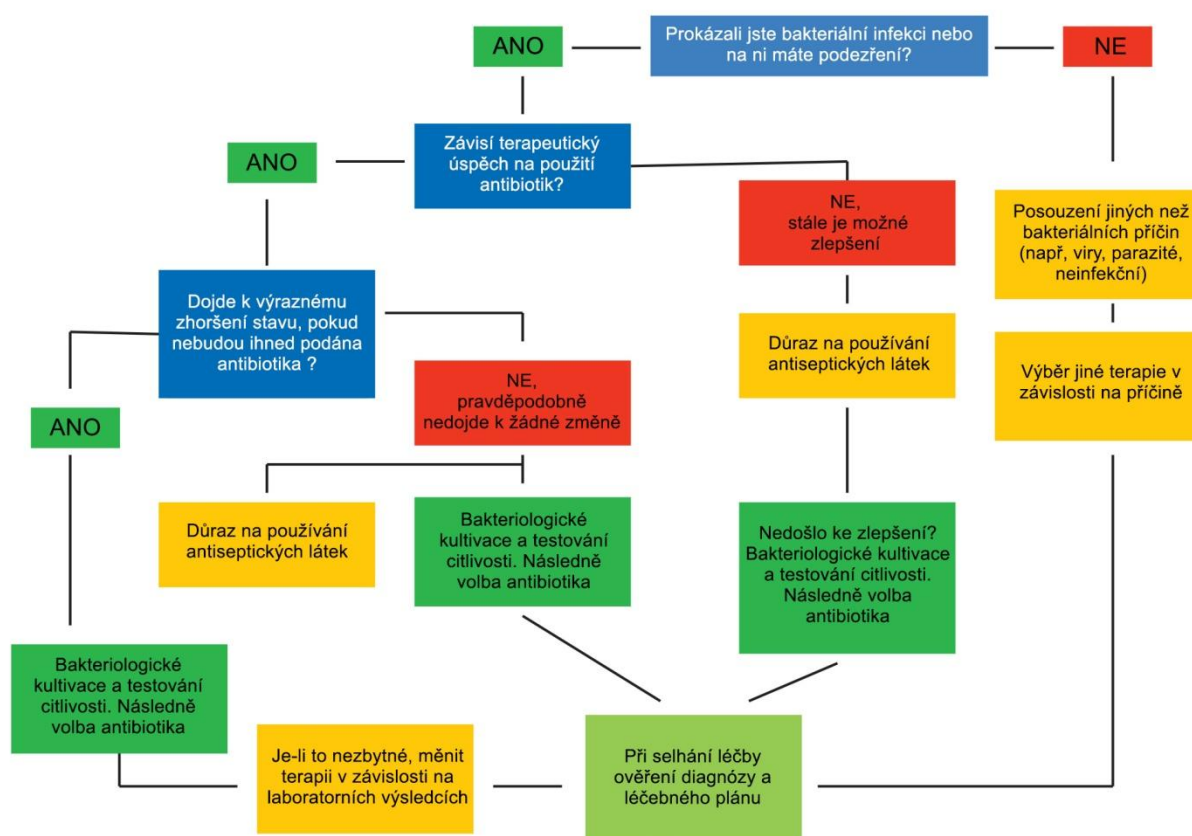 Prokázali jste bakteriální infekci nebo
na ni máte podezření?
ANO
NE
Závisí terapeutický
úspěch na použití
antibiotik?
ANO
NE,
stále je možné
zlepšení
Posouzení jiných než
bakteriálních příčin
(např, viry, parazité,
neinfekční)
Dojde k výraznému
zhoršení stavu, pokud
nebudou ihned podána
antibiotika ?
Důraz na používání
antiseptických látek
Výběr jiné terapie v
závislosti na příčině
ANO
NE,
pravděpodobně
nedojde k žádné změně
Důraz na používání
antiseptických látek
Bakteriologické
kultivace a testování
citlivosti. Následně
volba antibiotika
Nedošlo ke zlepšení?
Bakteriologické kultivace
a testování citlivosti.
Následně volba
antibiotika
Bakteriologické
kultivace a testování
citlivosti. Následně
volba antibiotika
Je-li to nezbytné, měnit
terapii v závislosti na
laboratorních výsledcích
Při selhání léčby
ověření diagnózy a
léčebného plánu